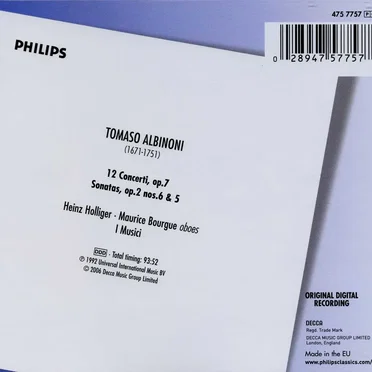 475 7757
PHILIPS
0 28947 57757
TOMASO ALBINONI
(1671-1751)
12 Concerti, op.7
Sonatas, op.2 nos.6 & 5
Heinz Holliger · Maurice Bourgue oboes
I Musici
DDD · Total timing: 93:52
℗ 1992 Universal International Music BV
© 2006 Decca Music Group Limited
ORIGINAL DIGITAL
RECORDING
DECCA
Regd. Trade Mark
DECCA MUSIC GROUP LIMITED
London, England
Made in the EU
www.philipsclassics.com